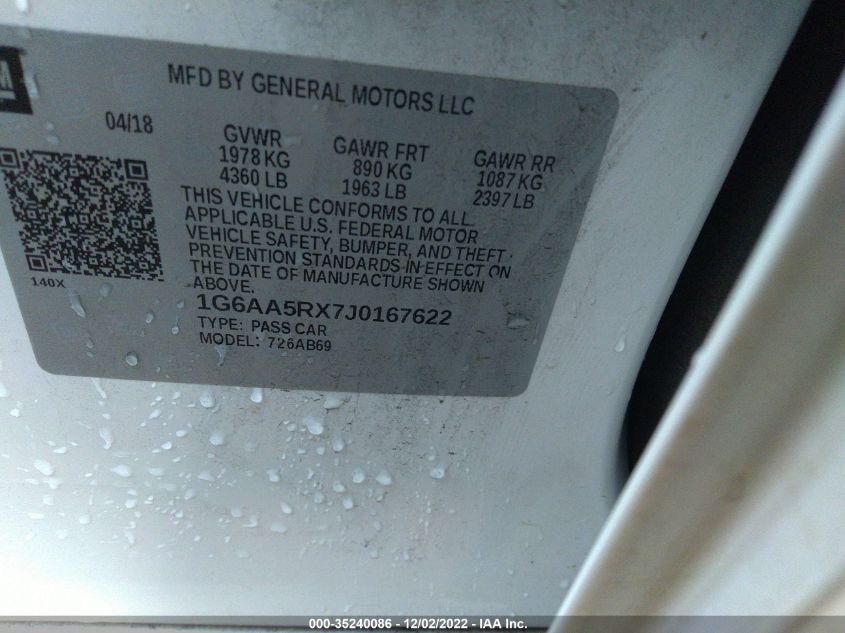 M
MFD BY GENERAL MOTORS LLC
04/18
GVWR GAWR FRT GAWR RR
1978 KG 890 KG 1087 KG
4360 LB 1963 LB 2397 LB
THIS VEHICLE CONFORMS TO ALL
APPLICABLE U.S. FEDERAL MOTOR
VEHICLE SAFETY, BUMPER, AND THEFT
PREVENTION STANDARDS IN EFFECT ON
THE DATE OF MANUFACTURE SHOWN
ABOVE.
140X
1G6AA5RX7J0167622
TYPE: PASS CAR
MODEL: 726AB69
000-35240086 - 12/02/2022 - IAA Inc.